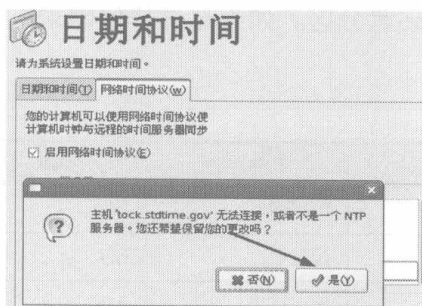 日期和时间
请为系统设置日期和时间。
日期和时间(T) 网络时间协议(W)
您的计算机可以使用网络时间协议使
计算机时钟与远程的时间服务器同步
☑ 启用网络时间协议(E)
主机 'tock.stdtime.gov' 无法连接，或者不是一个 NTP
服务器。您还希望保留您的更改吗？
否(N) 是(Y)